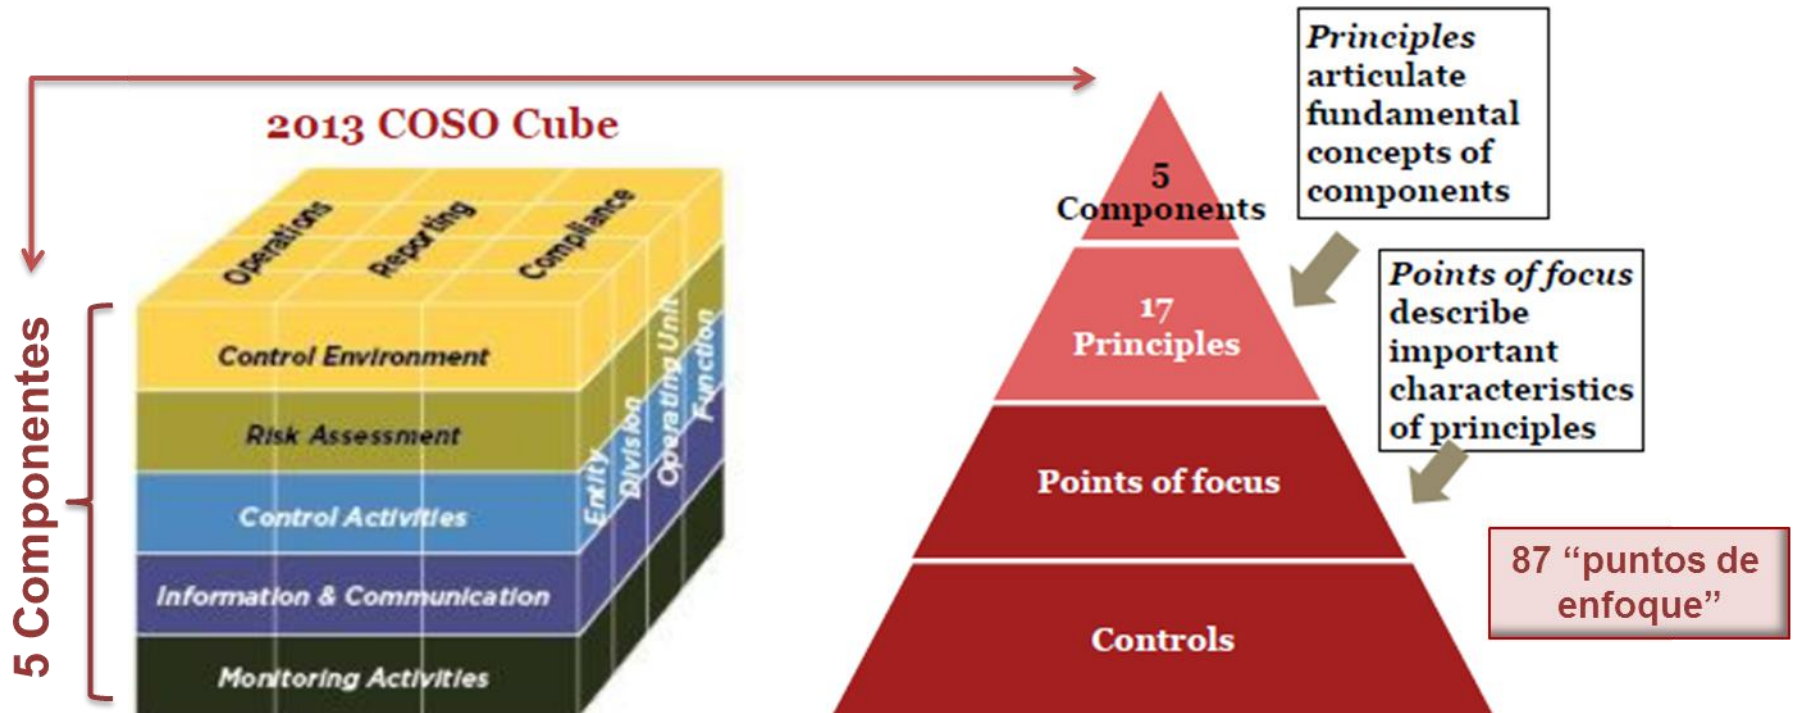 2013 COSO Cube
Operations
Reporting
Compliance
Control Environment
Risk Assessment
Control Activities
Information & Communication
Monitoring Activities
Entity
Division
Operating Unit
Function
5 Componentes
5
Components
17
Principles
Points of focus
Controls
Principles
articulate
fundamental
concepts of
components
Points of focus
describe
important
characteristics
of principles
87 “puntos de
enfoque”